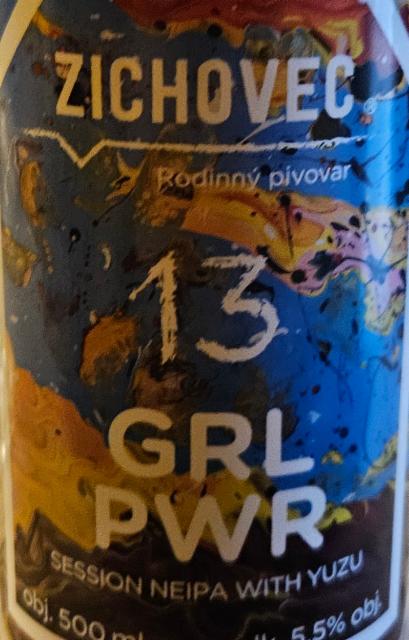 ZICHOVEC®
Rodinný pivovar
13
GRL
PWR
SESSION NEIPA WITH YUZU
obj. 500 ml 5.5% obj.